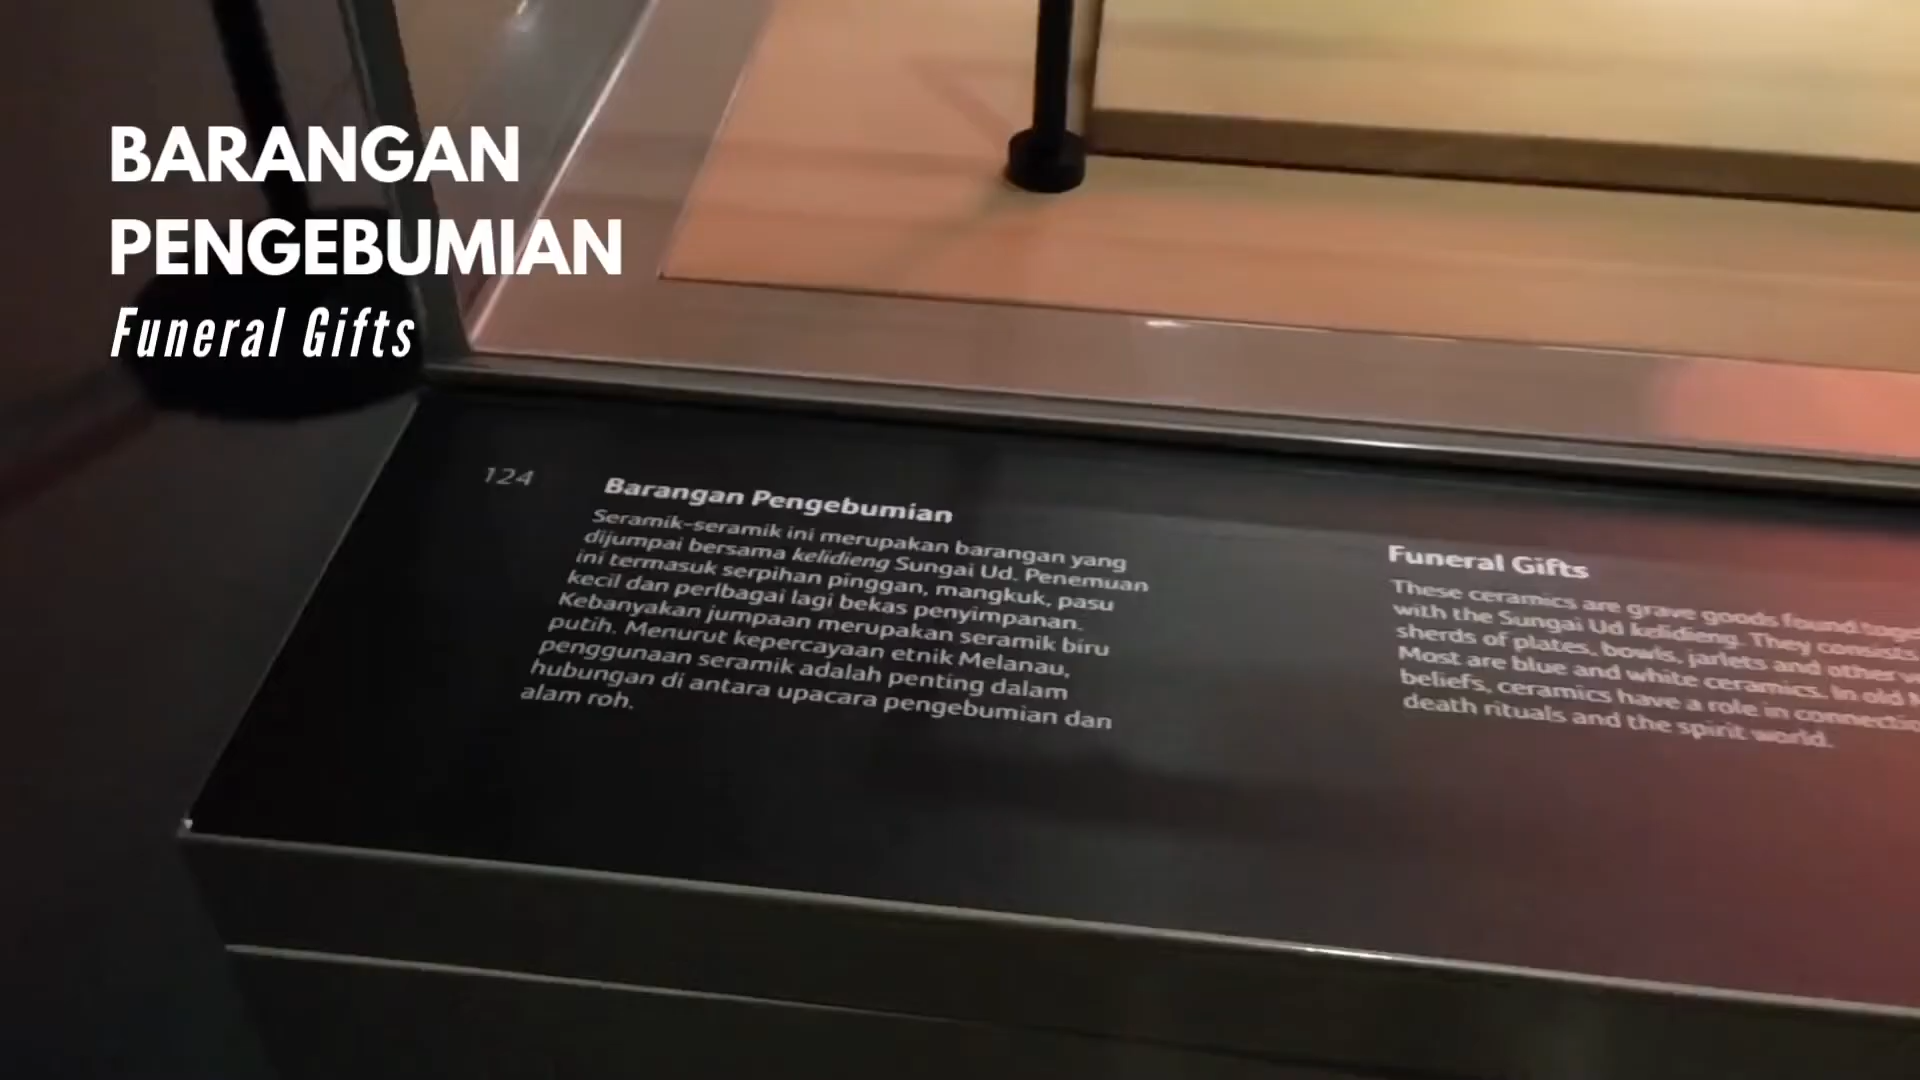 BARANGAN
PENGEBUMIAN
Funeral Gifts
124
Barangan Pengebumian
Seramik-seramik ini merupakan barangan yang
dijumpai bersama kelidieng Sungai Ud. Penemuan
ini termasuk serpihan pinggan, mangkuk, pasu
kecil dan perlbagai lagi bekas penyimpanan.
Kebanyakan jumpaan merupakan seramik biru
putih. Menurut kepercayaan etnik Melanau,
penggunaan seramik adalah penting dalam
hubungan di antara upacara pengebumian dan
alam roh.
Funeral Gifts
These ceramics are grave goods found
with the Sungai Ud kelidieng. They consists
sherds of plates, bowls, jarlets and other
Most are blue and white ceramics. In old
beliefs, ceramics have a role in
death rituals and the spirit world.